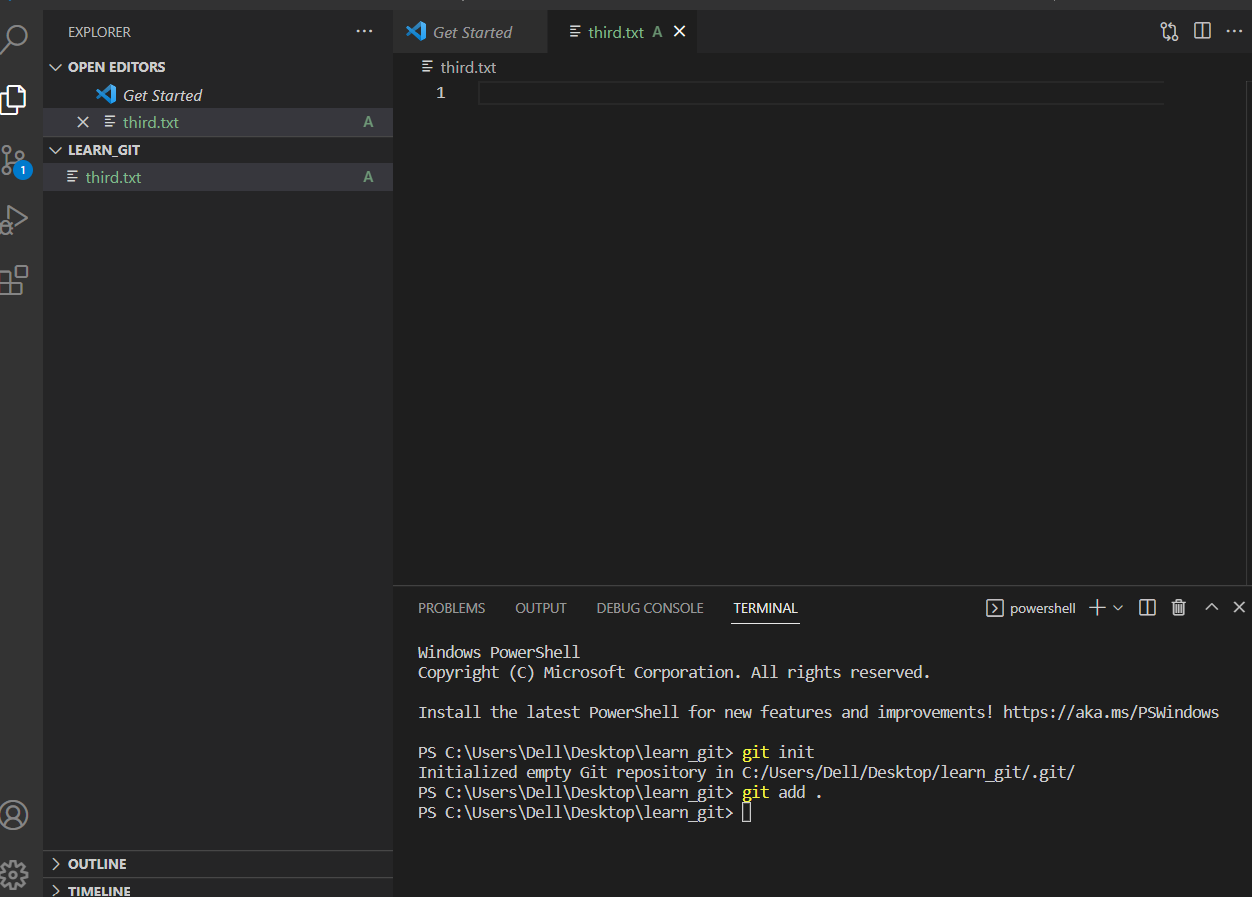 EXPLORER
OPEN EDITORS
Get Started
third.txt A
LEARN_GIT
third.txt A
1
OUTLINE
TIMELINE
Get Started
third.txt A
third.txt
1
PROBLEMS OUTPUT DEBUG CONSOLE TERMINAL powershell
Windows PowerShell
Copyright (C) Microsoft Corporation. All rights reserved.
Install the latest PowerShell for new features and improvements! https://aka.ms/PSWindows
PS C:\Users\Dell\Desktop\learn_git> git init
Initialized empty Git repository in C:/Users/Dell/Desktop/learn_git/.git/
PS C:\Users\Dell\Desktop\learn_git> git add .
PS C:\Users\Dell\Desktop\learn_git>